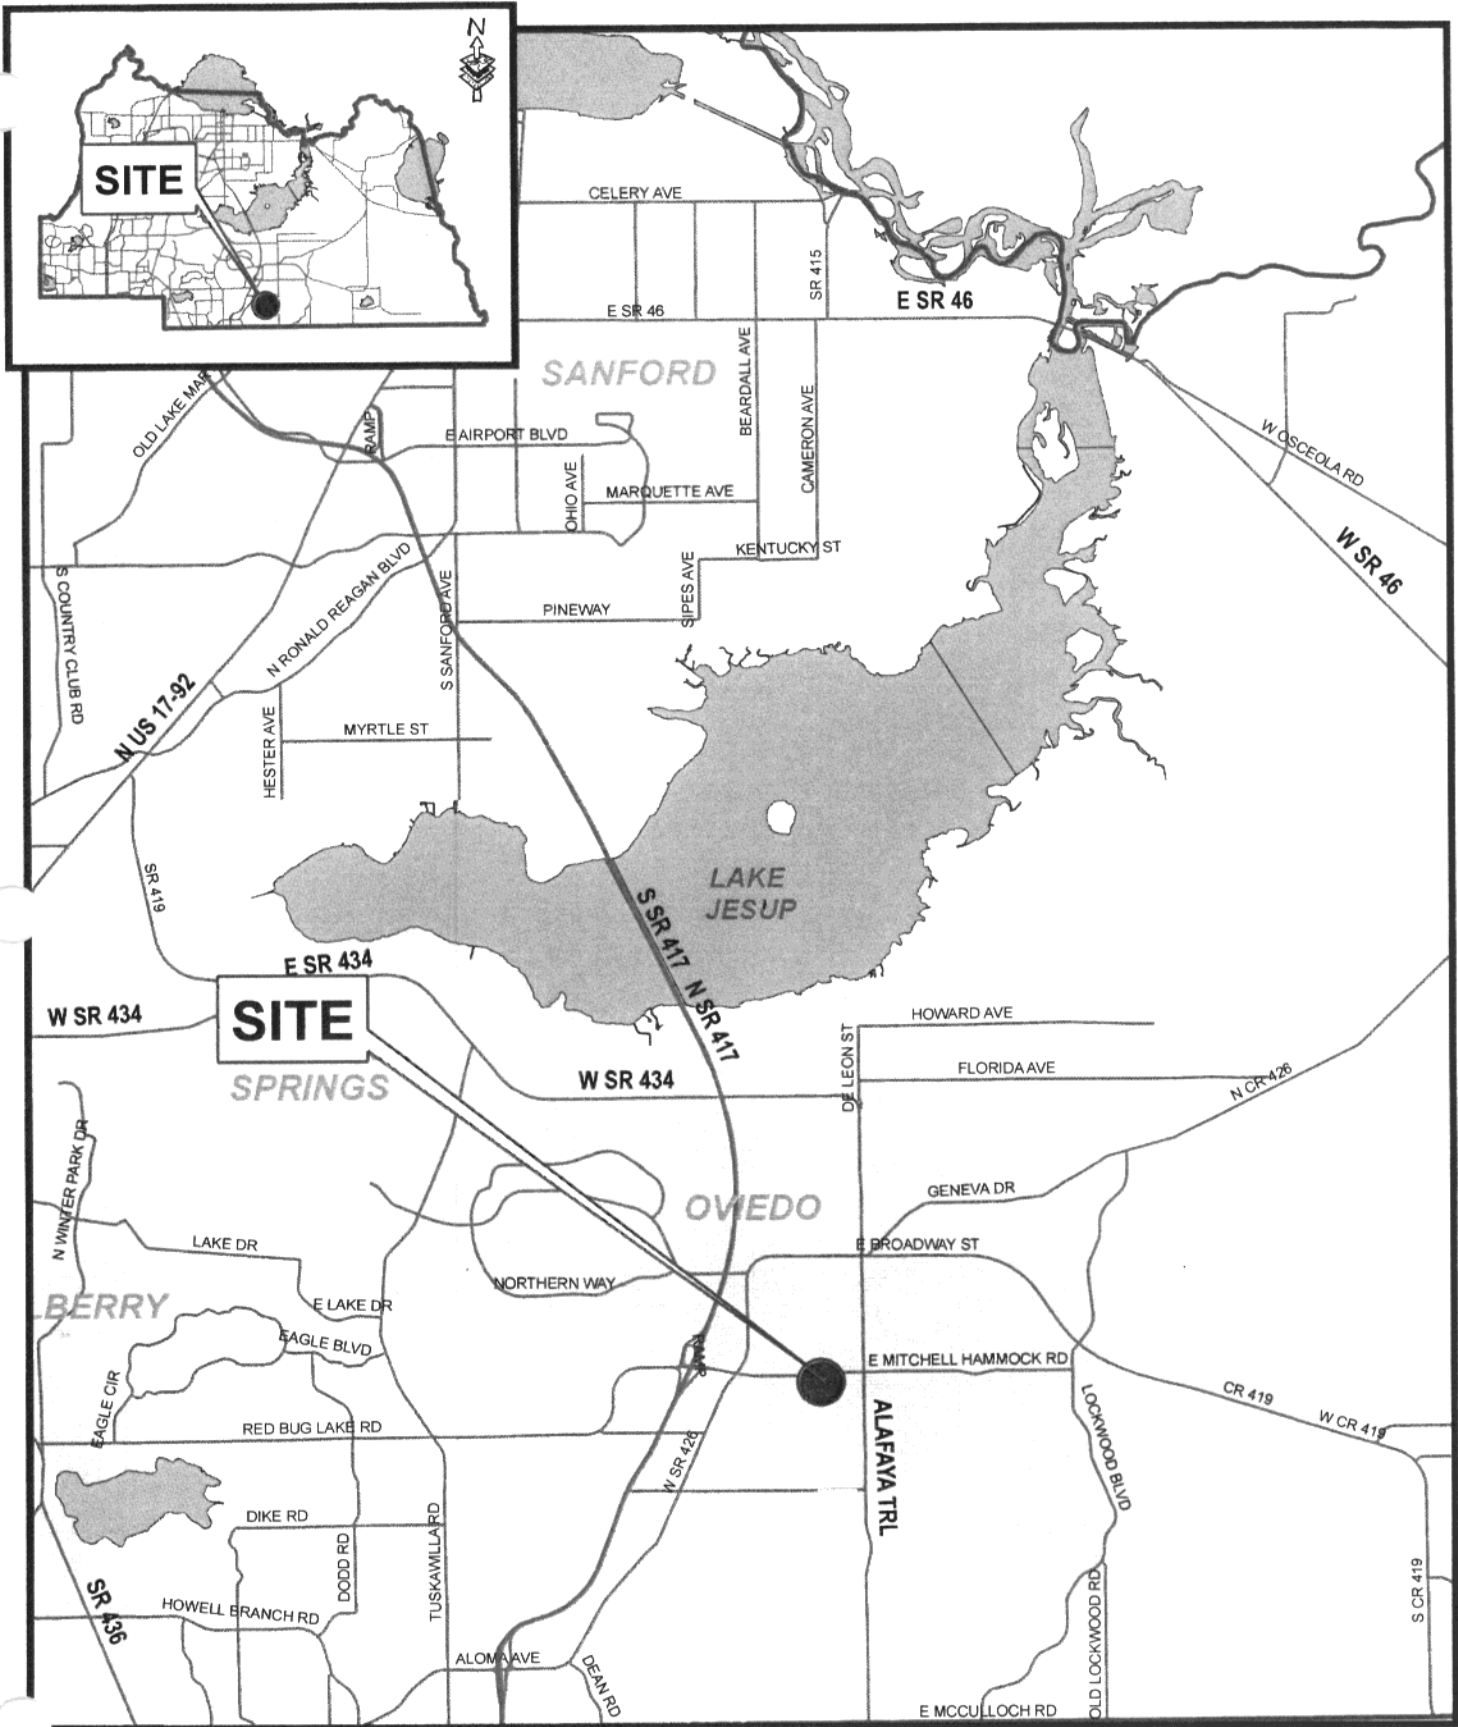 N
SITE
CELERY AVE
SR 415
E SR 46
E SR 46
SANFORD
BEARDALL AVE
CAMERON AVE
OLD LAKE MAR
RAMP
E AIRPORT BLVD
OHIO AVE
MARQUETTE AVE
W OSCEOLA RD
W SR 46
KENTUCKY ST
SIPES AVE
PINEWAY
S COUNTRY CLUB RD
N RONALD REAGAN BLVD
S SANFORD AVE
N US 17-92
HESTER AVE
MYRTLE ST
SR 419
LAKE
JESUP
S SR 417
N SR 417
E SR 434
W SR 434
SITE
SPRINGS
W SR 434
HOWARD AVE
DE LEON ST
FLORIDA AVE
N CR 426
N WINTER PARK DR
GENEVA DR
OVIEDO
LAKE DR
E BROADWAY ST
NORTHERN WAY
E LAKE DR
LBERRY
EAGLE BLVD
RAMP
E MITCHELL HAMMOCK RD
EAGLE CIR
CR 419
W CR 419
LOCKWOOD BLVD
RED BUG LAKE RD
ALAFAYA TRL
W SR 426
DIKE RD
DODD RD
TUSKAWILLA RD
SR 436
HOWELL BRANCH RD
OLD LOCKWOOD RD
S CR 419
ALOMA AVE
DEAN RD
E MCCULLOCH RD